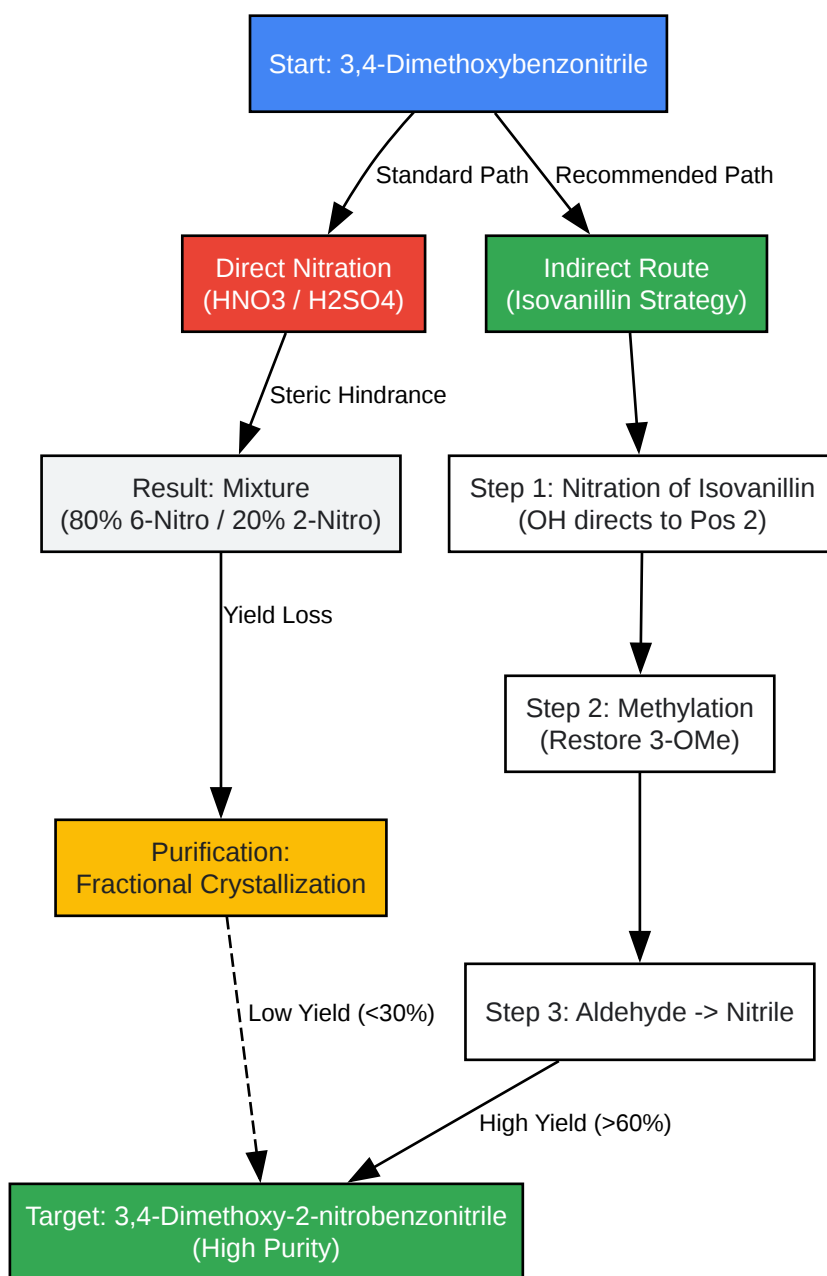 Start: 3,4-Dimethoxybenzonitrile
Standard Path
Recommended Path
Direct Nitration
(HNO3 / H2SO4)
Indirect Route
(Isovanillin Strategy)
Steric Hindrance
Result: Mixture
(80% 6-Nitro / 20% 2-Nitro)
Step 1: Nitration of Isovanillin
(OH directs to Pos 2)
Yield Loss
Step 2: Methylation
(Restore 3-OMe)
Purification:
Fractional Crystallization
Low Yield (<30%)
Step 3: Aldehyde -> Nitrile
High Yield (>60%)
Target: 3,4-Dimethoxy-2-nitrobenzonitrile
(High Purity)